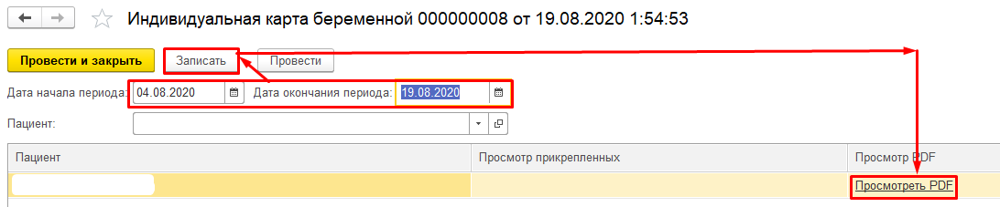 Индивидуальная карта беременной 000000008 от 19.08.2020 1:54:53
Провести и закрыть Записать Провести
Дата начала периода: 04.08.2020 Дата окончания периода: 19.08.2020
Пациент:
Пациент Просмотр прикрепленных Просмотр PDF
Просмотреть PDF